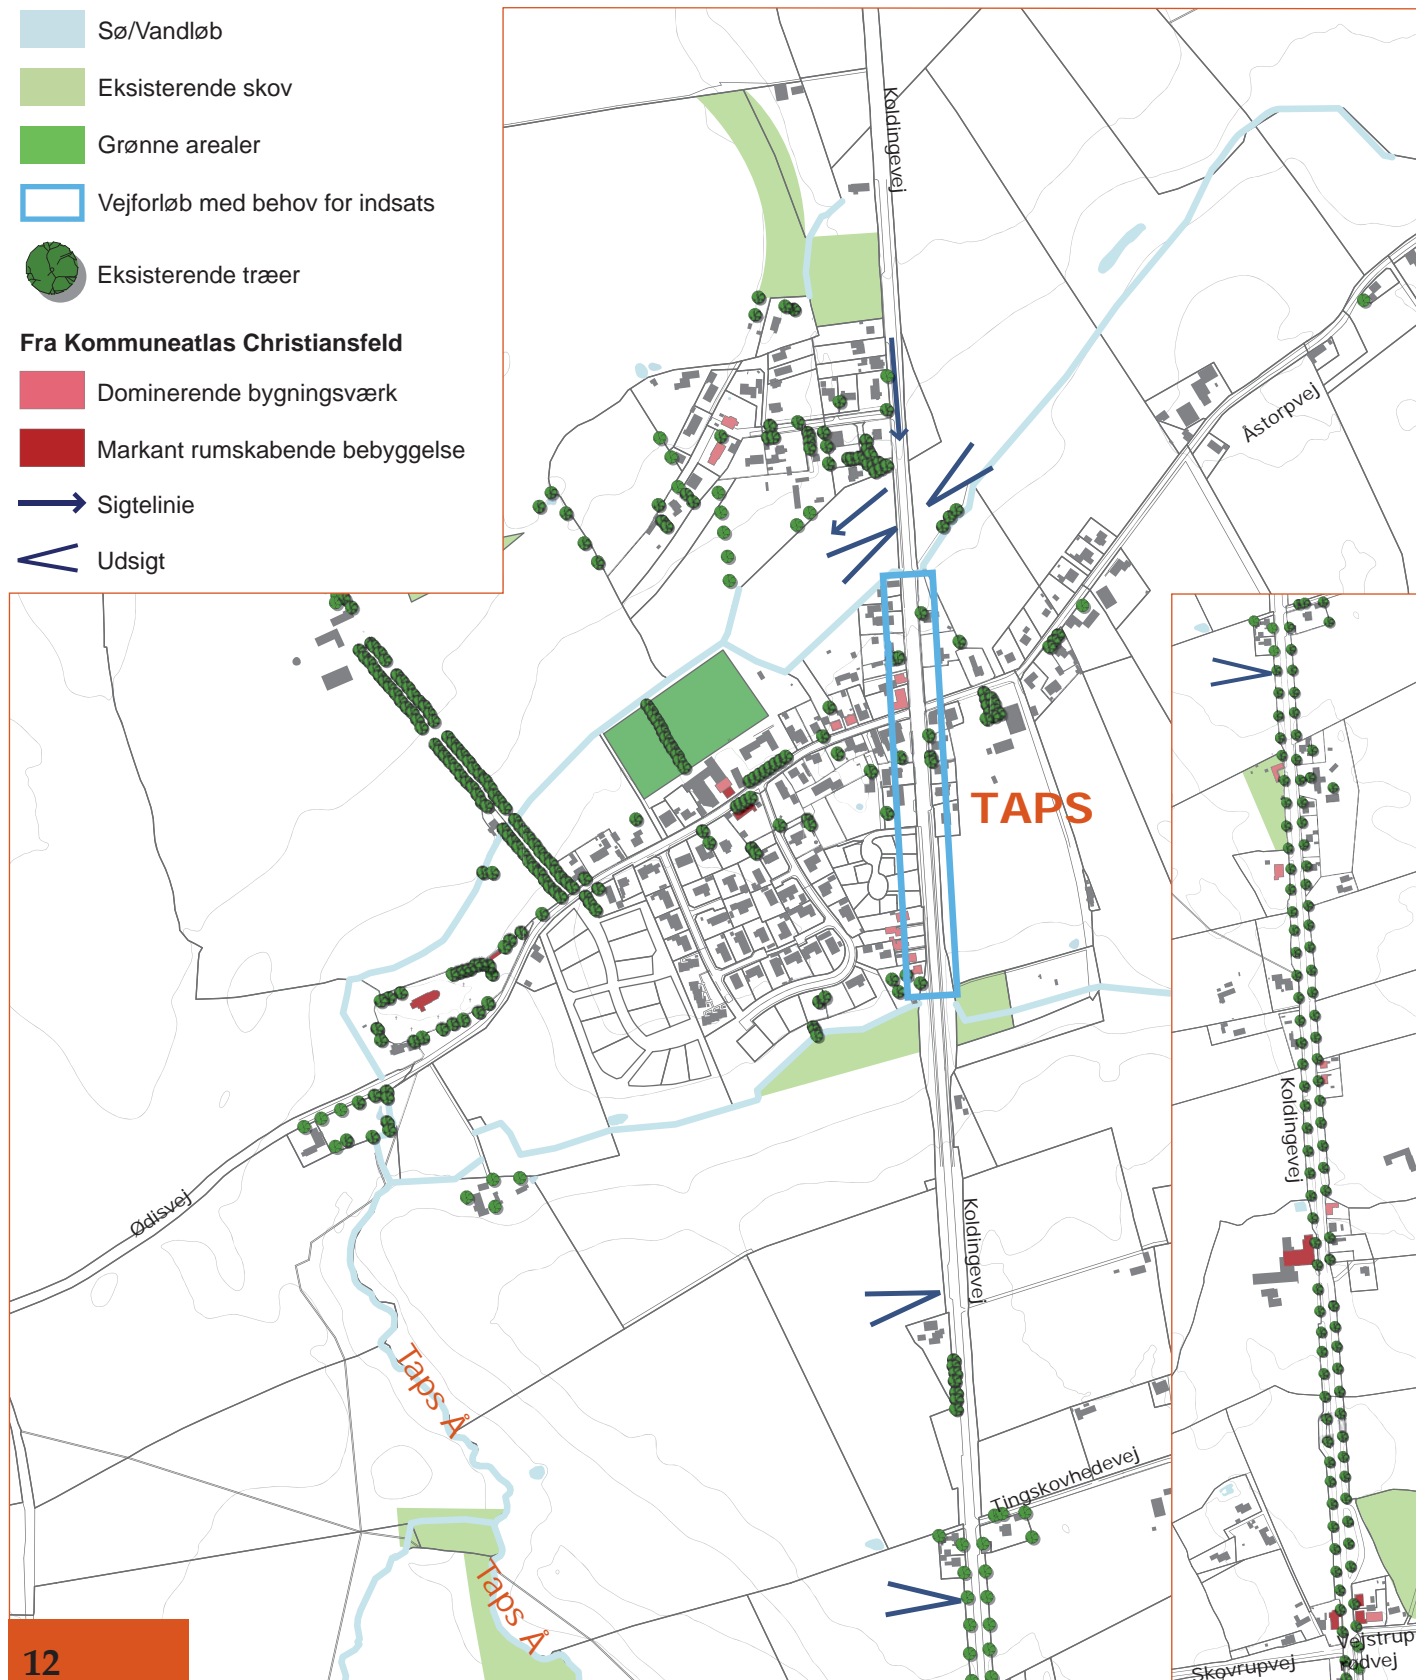 Sø/Vandløb
Eksisterende skov
Grønne arealer
Vejforløb med behov for indsats
Eksisterende træer
Fra Kommuneatlas Christiansfeld
Dominerende bygningsværk
Markant rumskabende bebyggelse
Sigtelinie
Udsigt
Koldingevej
Åstorpvej
TAPS
Koldingevej
Ødisvej
Koldingevej
Taps Å
Tingskovhedevej
Taps Å
Vejstrup
rødvej
Skovrupvej
12